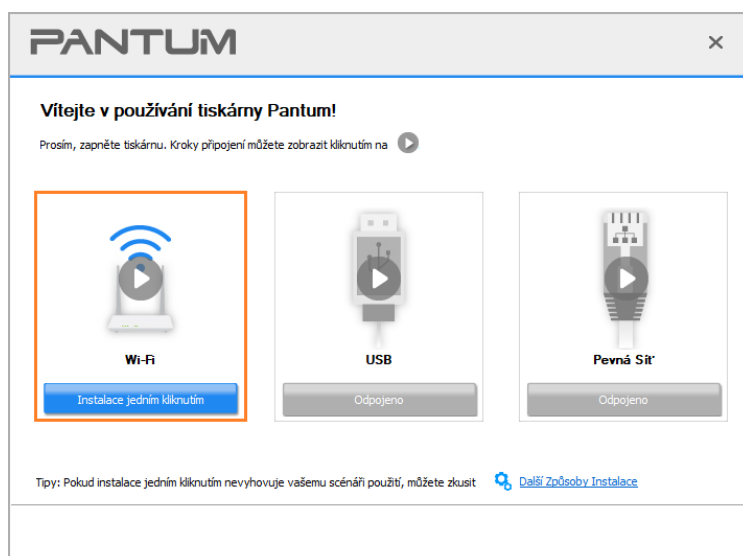 PANTUM
Vítejte v používání tiskárny Pantum!
Prosím, zapněte tiskárnu. Kroky připojení můžete zobrazit kliknutím na
Wi-Fi
USB
Pevná Síť
Instalace jedním kliknutím
Odpojeno
Odpojeno
Tipy: Pokud instalace jedním kliknutím nevyhovuje vašemu scénáři použití, můžete zkusit Další Způsoby Instalace